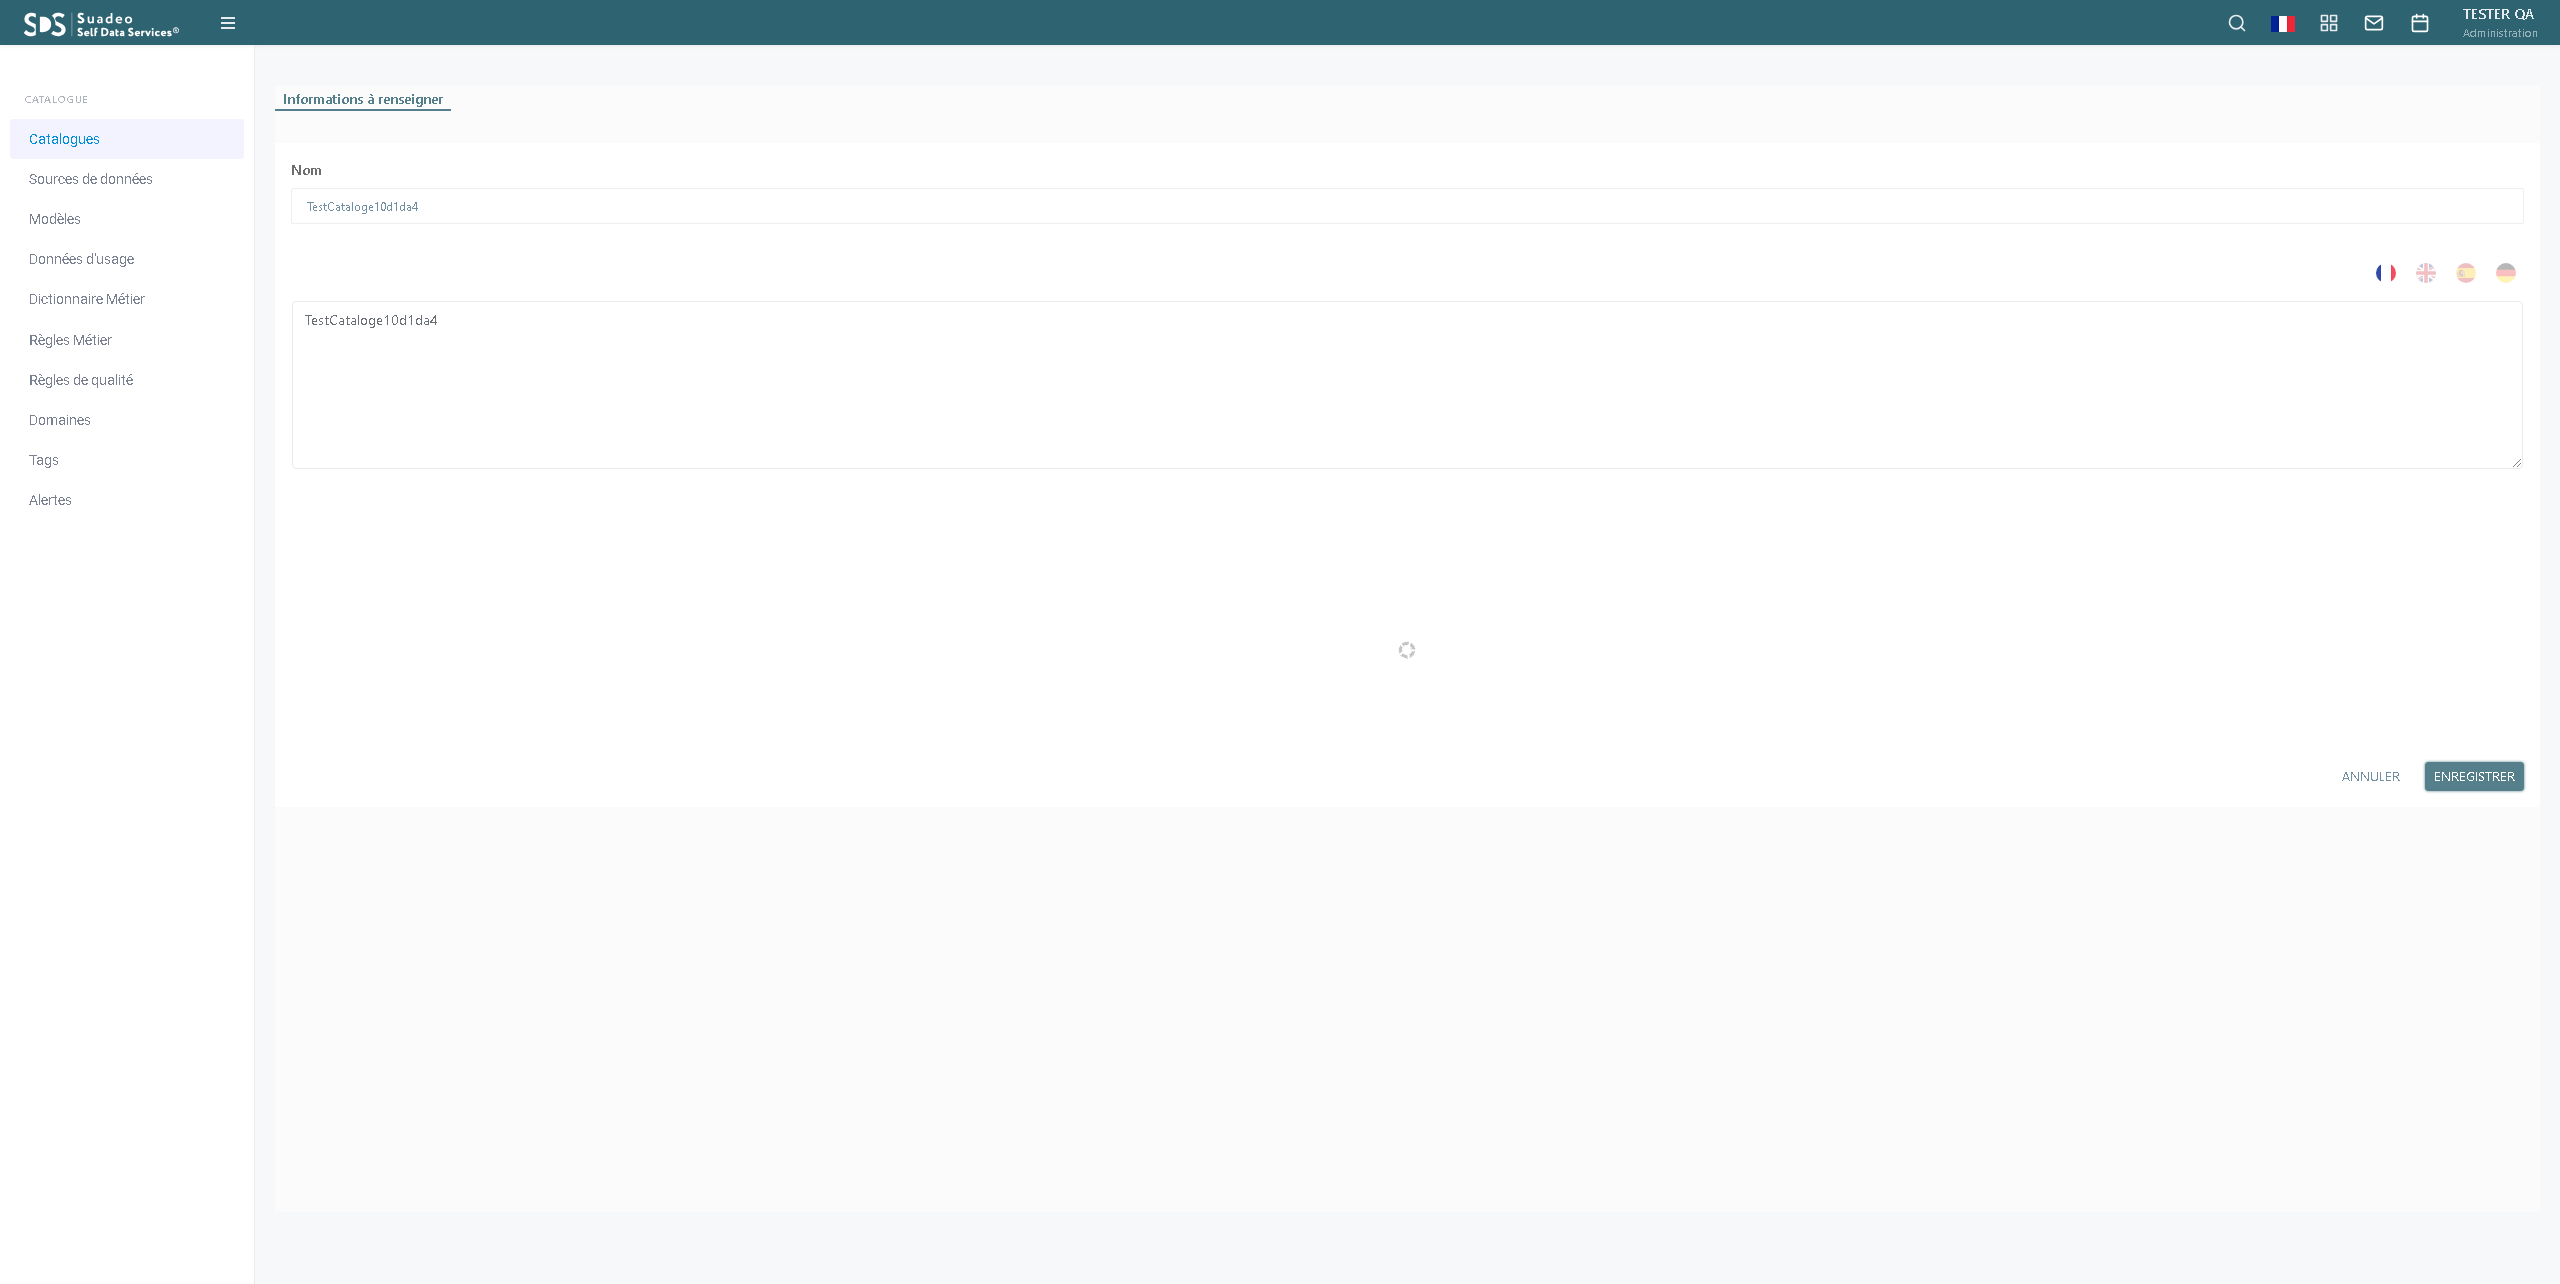 SDS Suadeo
Self Data Services®
TESTER QA
Administration
CATALOGUE
Catalogues
Sources de données
Modèles
Données d'usage
Dictionnaire Métier
Règles Métier
Règles de qualité
Domaines
Tags
Alertes
Informations à renseigner
Nom
TestCataloge10d1da4
TestCataloge10d1da4
ANNULER
ENREGISTRER